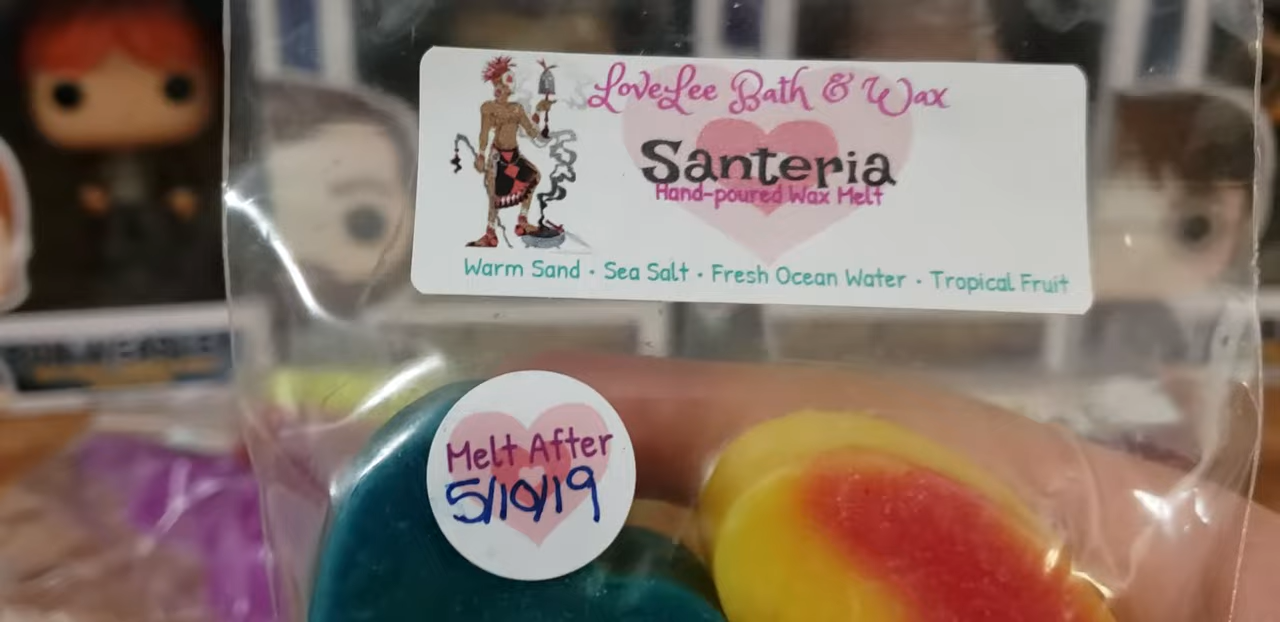 LoveLee Bath & Wax
Santeria
Hand-poured Wax Melt
Warm Sand · Sea Salt · Fresh Ocean Water · Tropical Fruit
Melt After
5/10/19